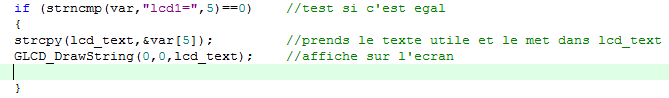 if (strncmp(var,"lcd1=",5)==0)    //test si c'est egal
{
strcpy(lcd_text,&var[5]);         //prends le texte utile et le met dans lcd_text
GLCD_DrawString(0,0,lcd_text);    //affiche sur l'ecran
}